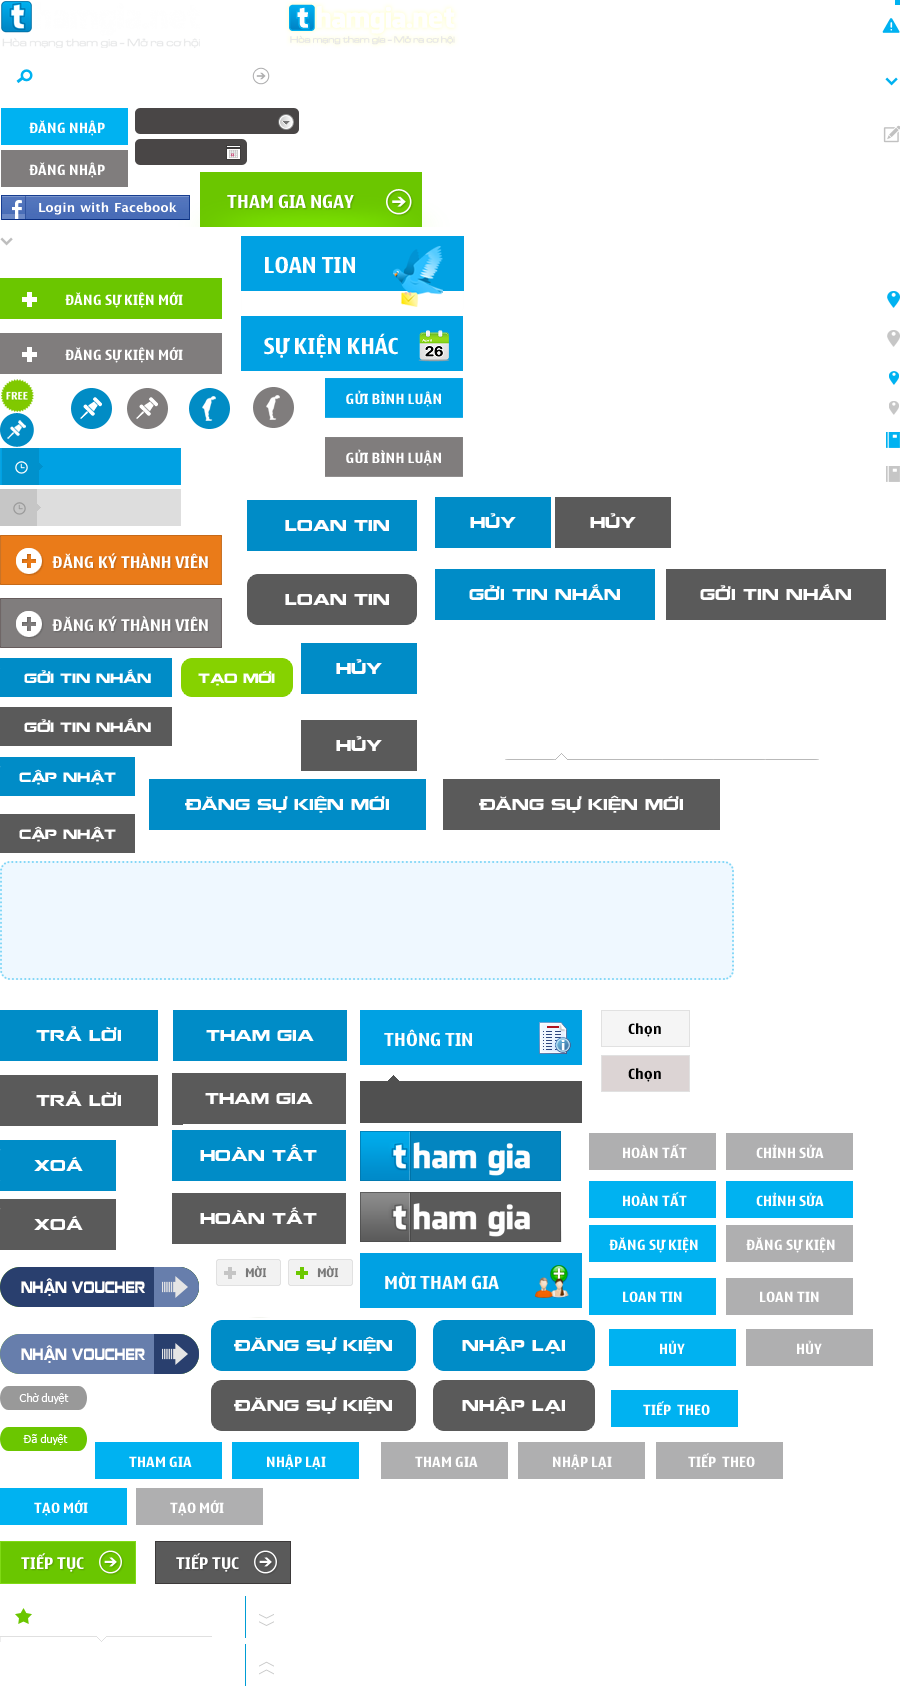 t
Hòa mạng tham gia - Mở ra cơ hội
t thamgia.net
Hòa mạng tham gia - Mở ra cơ hội
ĐĂNG NHẬP
ĐĂNG NHẬP
f Login with Facebook
THAM GIA NGAY
LOAN TIN
ĐĂNG SỰ KIỆN MỚI
SỰ KIỆN KHÁC
26
ĐĂNG SỰ KIỆN MỚI
FREE
GỬI BÌNH LUẬN
GỬI BÌNH LUẬN
LOAN TIN
HỦY
HỦY
ĐĂNG KÝ THÀNH VIÊN
LOAN TIN
GỞI TIN NHẮN
GỞI TIN NHẮN
ĐĂNG KÝ THÀNH VIÊN
GỞI TIN NHẮN
TẠO MỚI
HỦY
GỞI TIN NHẮN
HỦY
CẬP NHẬT
ĐĂNG SỰ KIỆN MỚI
ĐĂNG SỰ KIỆN MỚI
CẬP NHẬT
TRẢ LỜI
THAM GIA
THÔNG TIN
Chọn
Chọn
TRẢ LỜI
THAM GIA
XOÁ
HOÀN TẤT
tham gia
HOÀN TẤT
CHỈNH SỬA
HOÀN TẤT
CHỈNH SỬA
XOÁ
HOÀN TẤT
tham gia
ĐĂNG SỰ KIỆN
ĐĂNG SỰ KIỆN
NHẬN VOUCHER
MỜI
MỜI
MỜI THAM GIA
LOAN TIN
LOAN TIN
NHẬN VOUCHER
ĐĂNG SỰ KIỆN
NHẬP LẠI
HỦY
HỦY
Chờ duyệt
ĐĂNG SỰ KIỆN
NHẬP LẠI
TIẾP THEO
Đã duyệt
THAM GIA
NHẬP LẠI
THAM GIA
NHẬP LẠI
TIẾP THEO
TẠO MỚI
TẠO MỚI
TIẾP TỤC
TIẾP TỤC